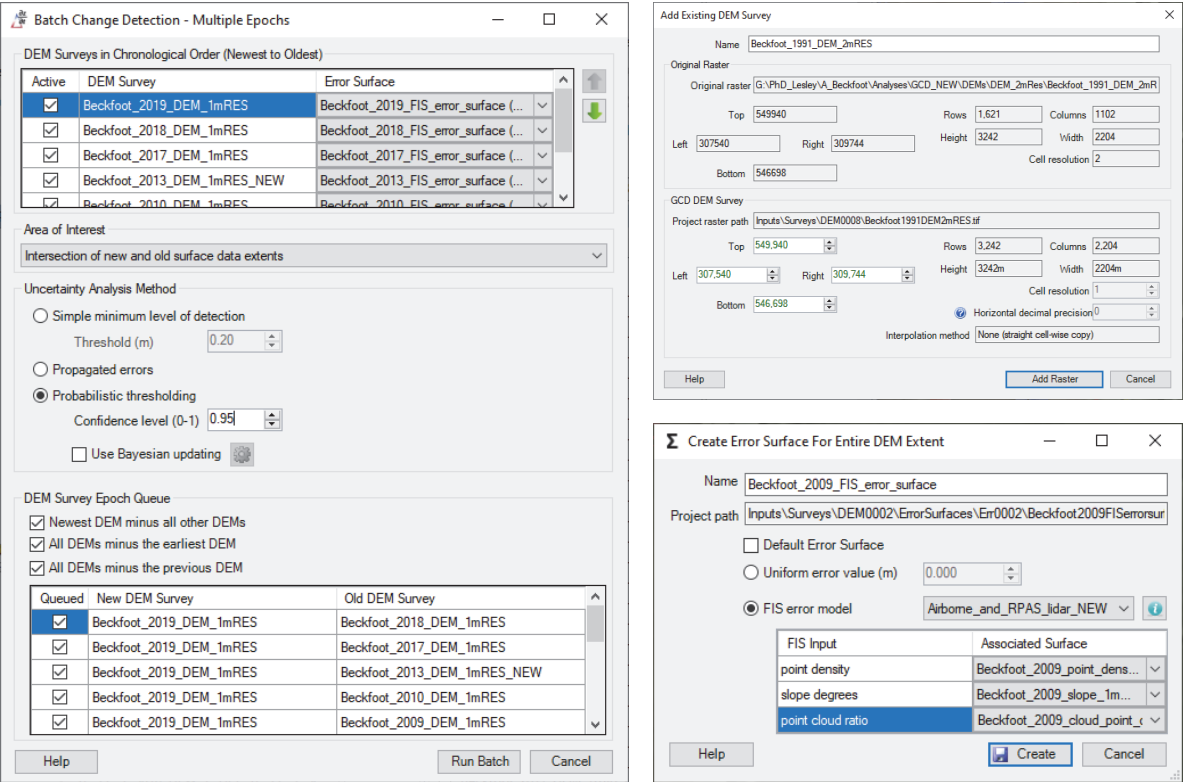 Batch Change Detection - Multiple Epochs
DEM Surveys in Chronological Order (Newest to Oldest)
Active DEM Survey Error Surface
Beckfoot_2019_DEM_1mRES Beckfoot_2019_FIS_error_surface (...
Beckfoot_2018_DEM_1mRES Beckfoot_2018_FIS_error_surface (...
Beckfoot_2017_DEM_1mRES Beckfoot_2017_FIS_error_surface (...
Beckfoot_2013_DEM_1mRES_NEW Beckfoot_2013_FIS_error_surface (...
Beckfoot_2010_DEM_1mRES Beckfoot_2010_FIS_error_surface (...
Area of Interest
Intersection of new and old surface data extents
Uncertainty Analysis Method
Simple minimum level of detection
Threshold (m) 0.20
Propagated errors
Probabilistic thresholding
Confidence level (0-1) 0.95
Use Bayesian updating
DEM Survey Epoch Queue
Newest DEM minus all other DEMs
All DEMs minus the earliest DEM
All DEMs minus the previous DEM
Queued New DEM Survey Old DEM Survey
Beckfoot_2019_DEM_1mRES Beckfoot_2018_DEM_1mRES
Beckfoot_2019_DEM_1mRES Beckfoot_2017_DEM_1mRES
Beckfoot_2019_DEM_1mRES Beckfoot_2013_DEM_1mRES_NEW
Beckfoot_2019_DEM_1mRES Beckfoot_2010_DEM_1mRES
Beckfoot_2019_DEM_1mRES Beckfoot_2009_DEM_1mRES
Help Run Batch Cancel
Add Existing DEM Survey
Name Beckfoot_1991_DEM_2mRES
Original Raster
Original raster G:\PhD_Lesley\A_Beckfoot\Analyses\GCD_NEW\DEMs\DEM_2mRes\Beckfoot_1991_DEM_2mR
Top 549940 Rows 1,621 Columns 1102
Left 307540 Right 309744 Height 3242 Width 2204
Cell resolution 2
Bottom 546698
GCD DEM Survey
Project raster path Inputs\Surveys\DEM0008\Beckfoot1991DEM2mRES.tif
Top 549,940 Rows 3,242 Columns 2,204
Left 307,540 Right 309,744 Height 3242m Width 2204m
Cell resolution 1
Bottom 546,698 Horizontal decimal precision 0
Interpolation method None (straight cell-wise copy)
Help Add Raster Cancel
Σ Create Error Surface For Entire DEM Extent
Name Beckfoot_2009_FIS_error_surface
Project path Inputs\Surveys\DEM0002\ErrorSurfaces\Err0002\Beckfoot2009FISerrorsur
Default Error Surface
Uniform error value (m) 0.000
FIS error model Airborne_and_RPAS_lidar_NEW
FIS Input Associated Surface
point density Beckfoot_2009_point_dens...
slope degrees Beckfoot_2009_slope_1m...
point cloud ratio Beckfoot_2009_cloud_point_c
Help Create Cancel